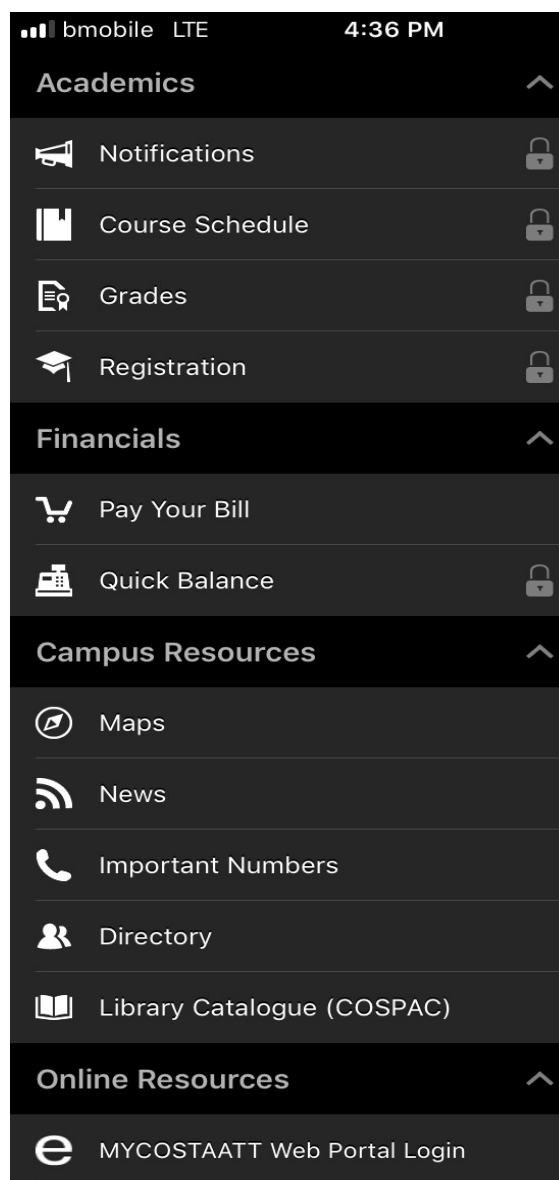 bmobile LTE 4:36 PM
Academics
Notifications
Course Schedule
Grades
Registration
Financials
Pay Your Bill
Quick Balance
Campus Resources
Maps
News
Important Numbers
Directory
Library Catalogue (COSPAC)
Online Resources
MYCOSTAATT Web Portal Login